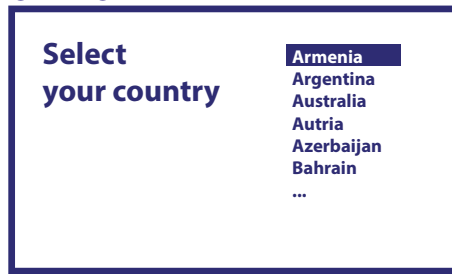 Select
your country
Armenia
Argentina
Australia
Autria
Azerbaijan
Bahrain
...